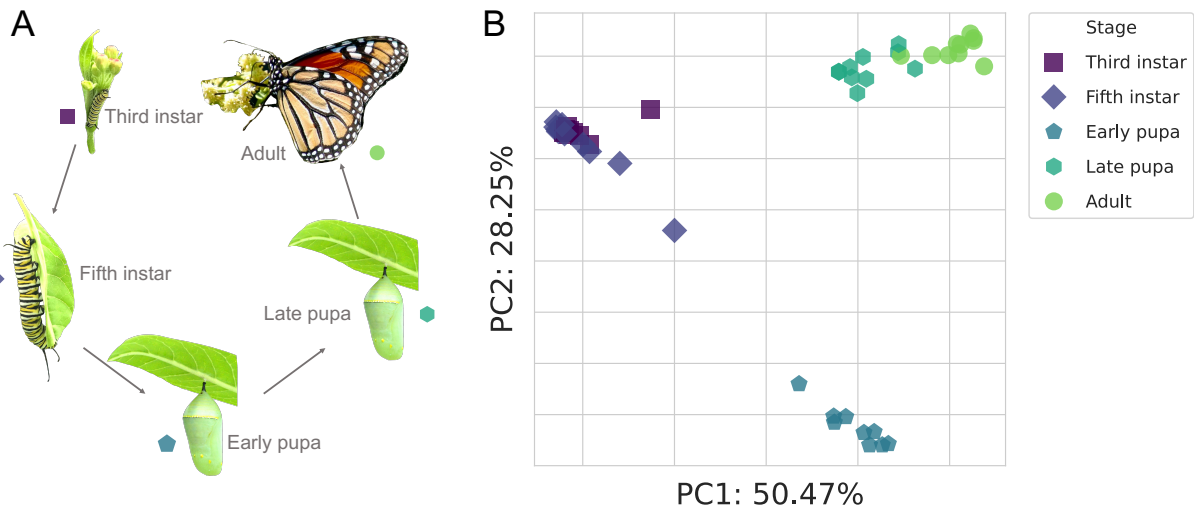 A
Third instar
Adult
Fifth instar
Late pupa
Early pupa
B
PC2: 28.25%
PC1: 50.47%
Stage
Third instar
Fifth instar
Early pupa
Late pupa
Adult